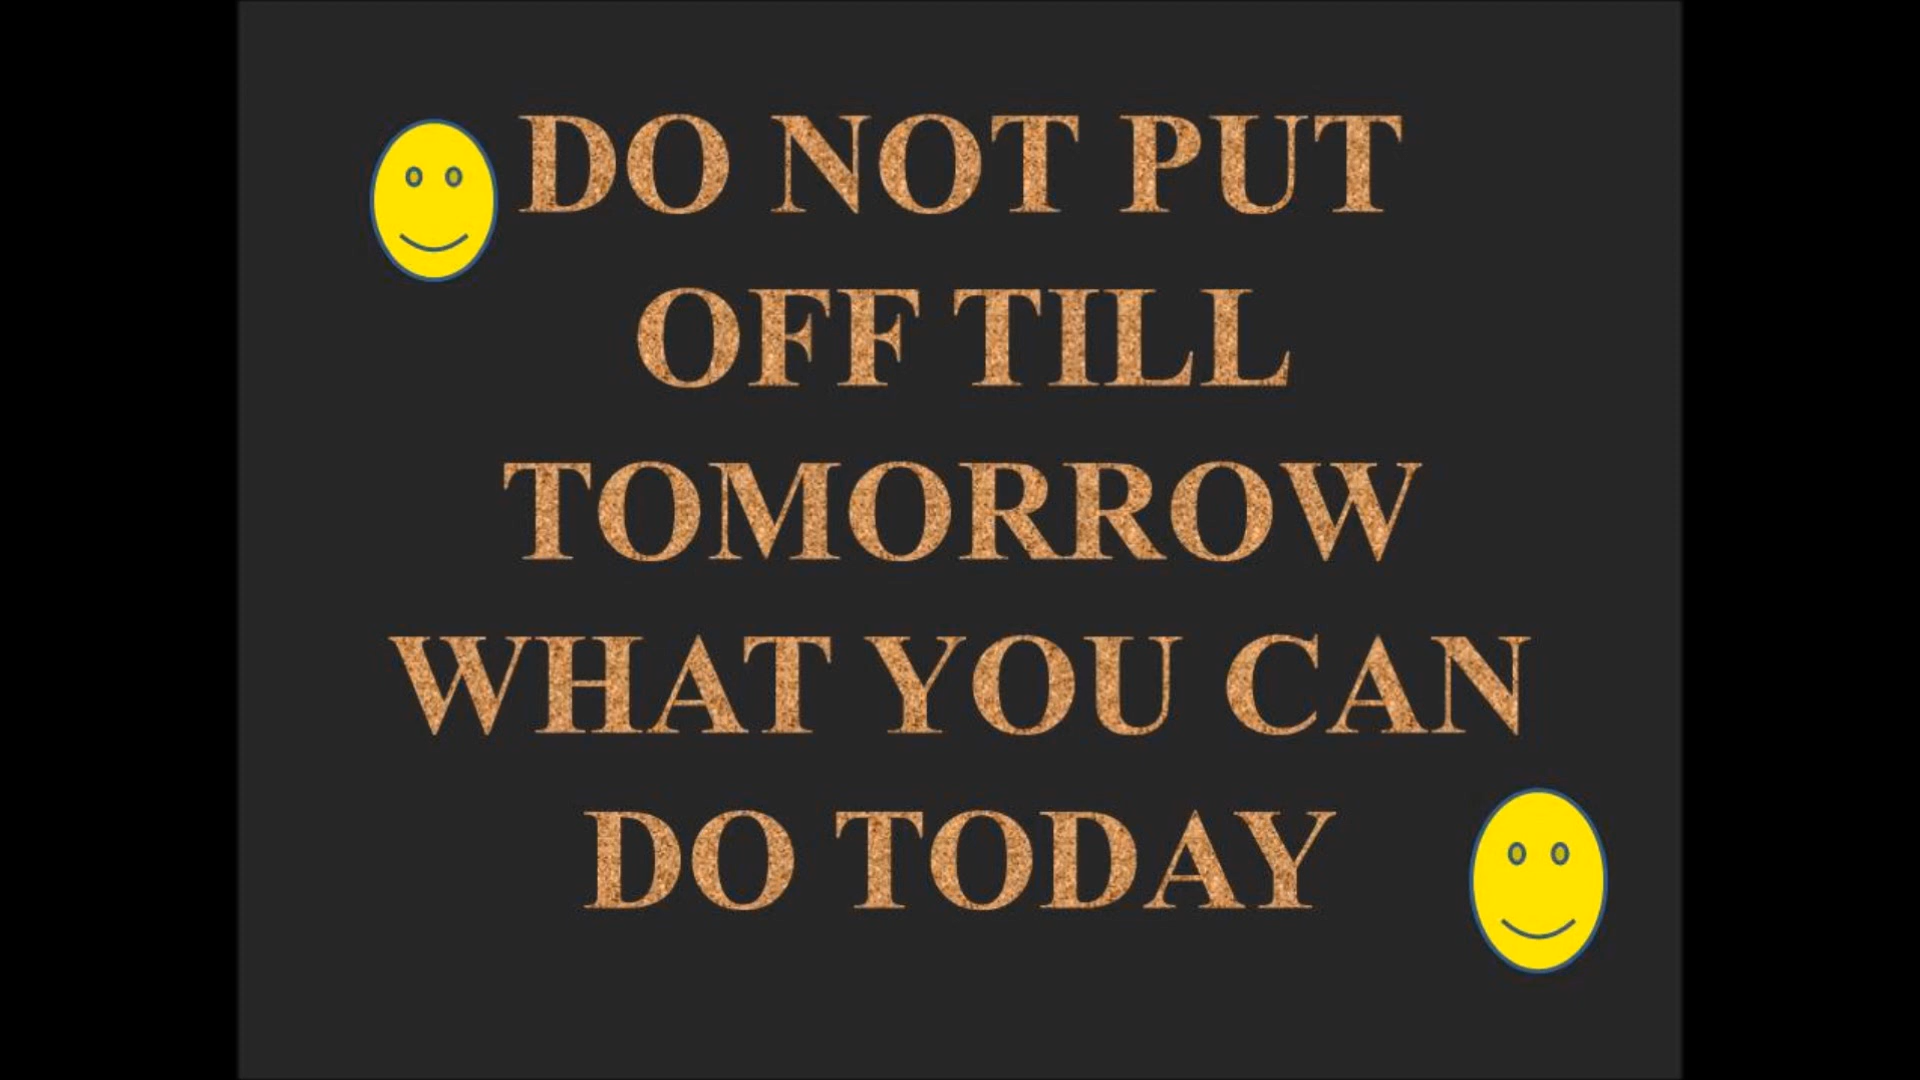 DO NOT PUT
OFF TILL
TOMORROW
WHAT YOU CAN
DO TODAY